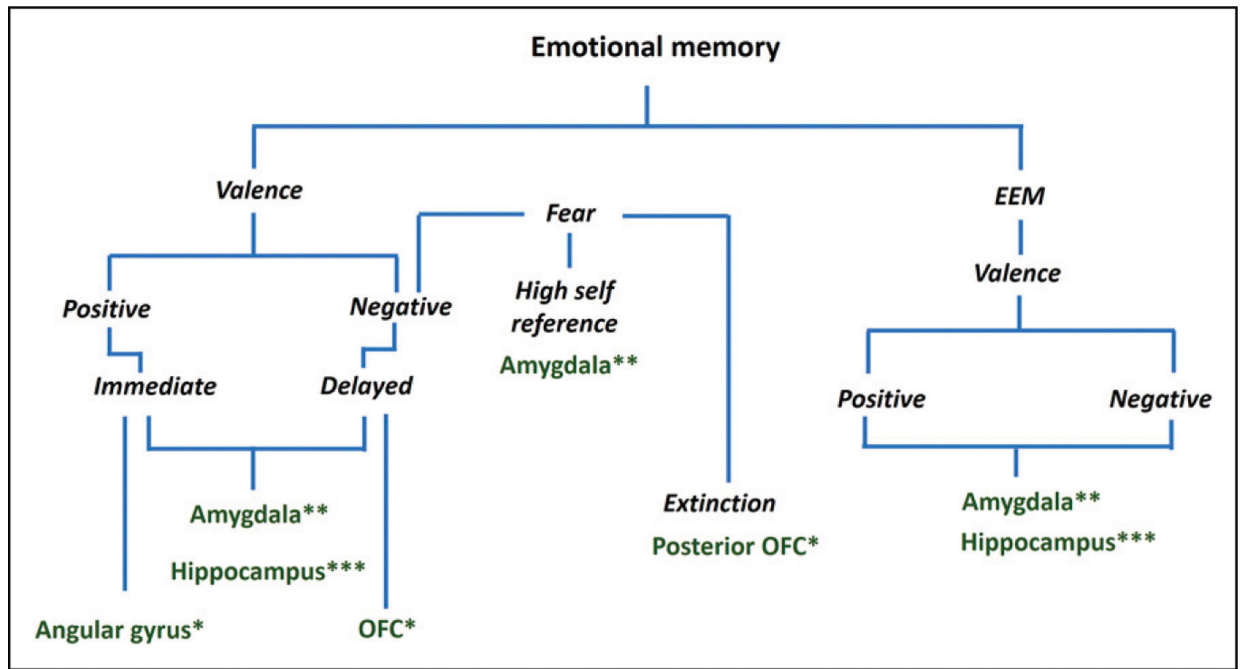 Emotional memory
Valence
EEM
Fear
Valence
Positive
Negative
High self
reference
Amygdala**
Immediate
Delayed
Positive
Negative
Amygdala**
Hippocampus***
Extinction
Posterior OFC*
Amygdala**
Hippocampus***
Angular gyrus*
OFC*